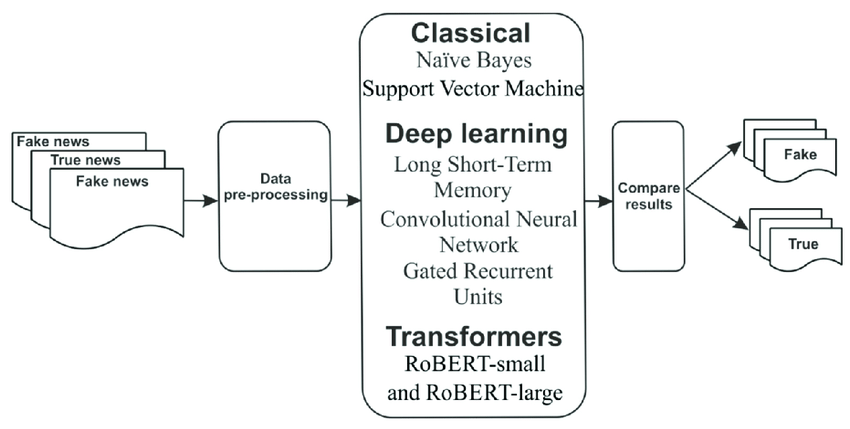 Fake news
True news
Fake news
Data
pre-processing
Classical
Naïve Bayes
Support Vector Machine
Deep learning
Long Short-Term
Memory
Convolutional Neural
Network
Gated Recurrent
Units
Transformers
RoBERT-small
and RoBERT-large
Compare
results
Fake
True